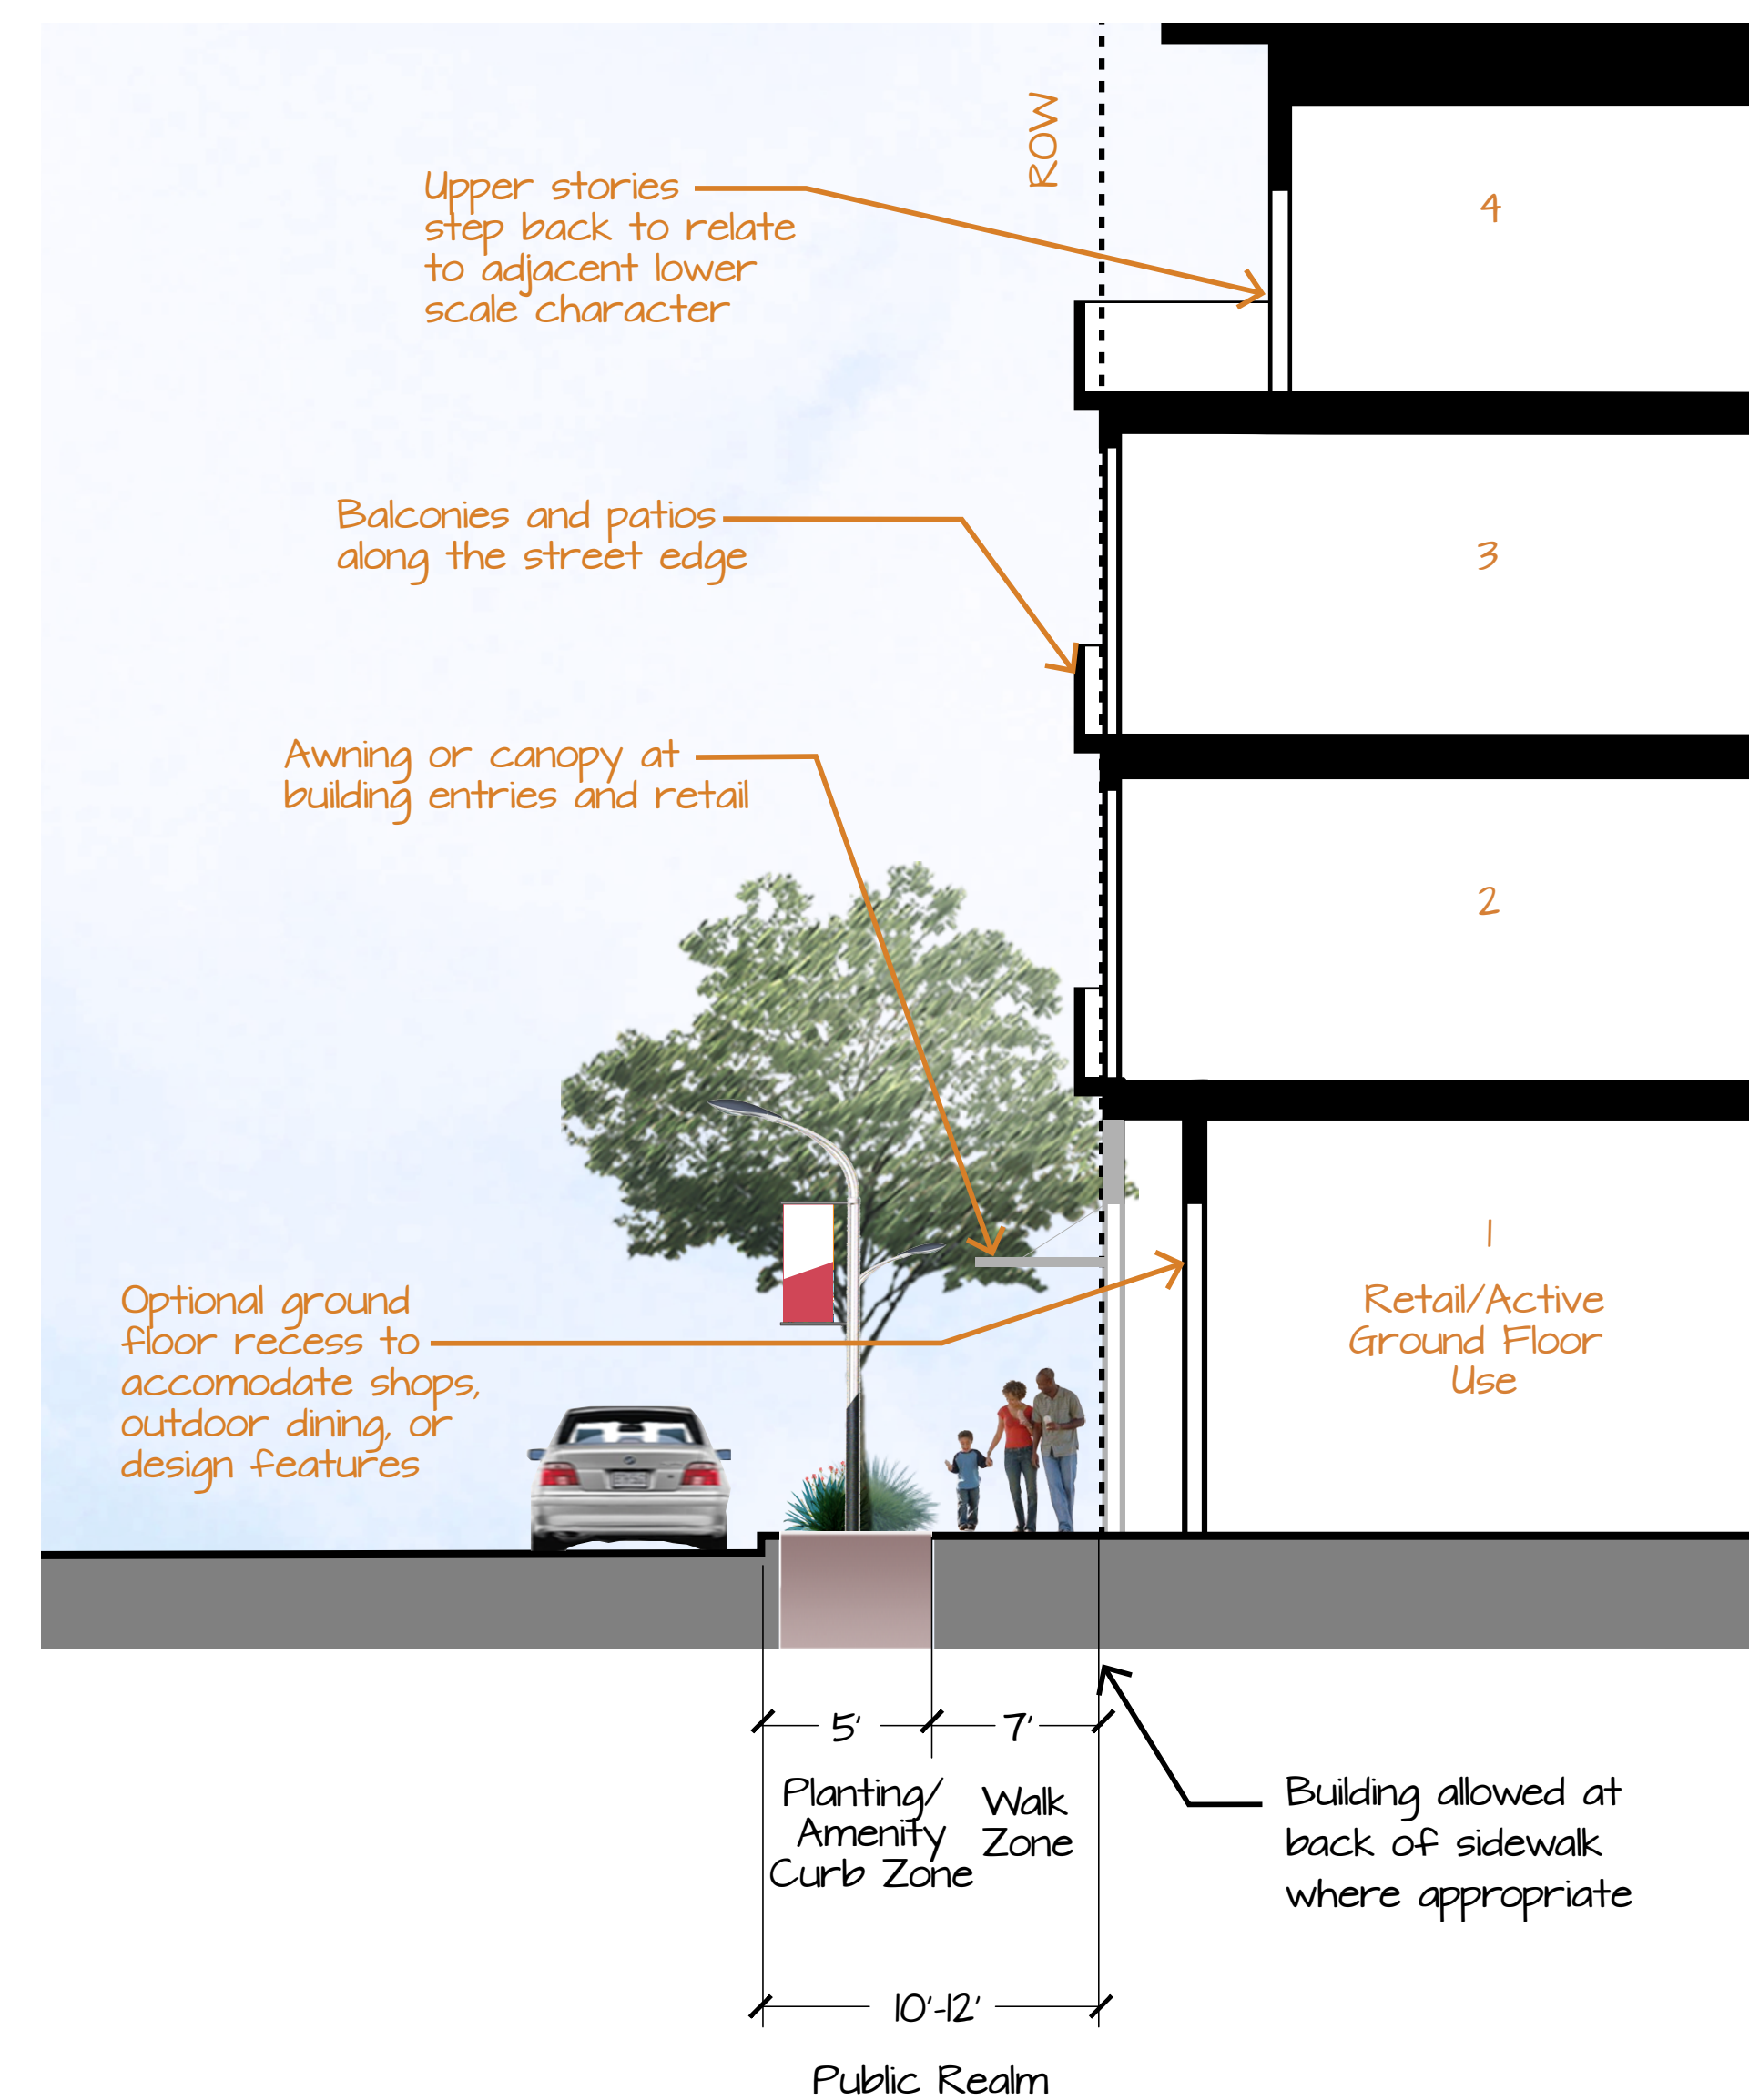 ROW
Upper stories
step back to relate
to adjacent lower
scale character
4
Balconies and patios
along the street edge
3
Awning or canopy at
building entries and retail
2
Optional ground
floor recess to
accomodate shops,
outdoor dining, or
design features
1
Retail/Active
Ground Floor
Use
5'
7'
Planting/
Amenity
Curb Zone
Walk
Zone
Building allowed at
back of sidewalk
where appropriate
10'-12'
Public Realm